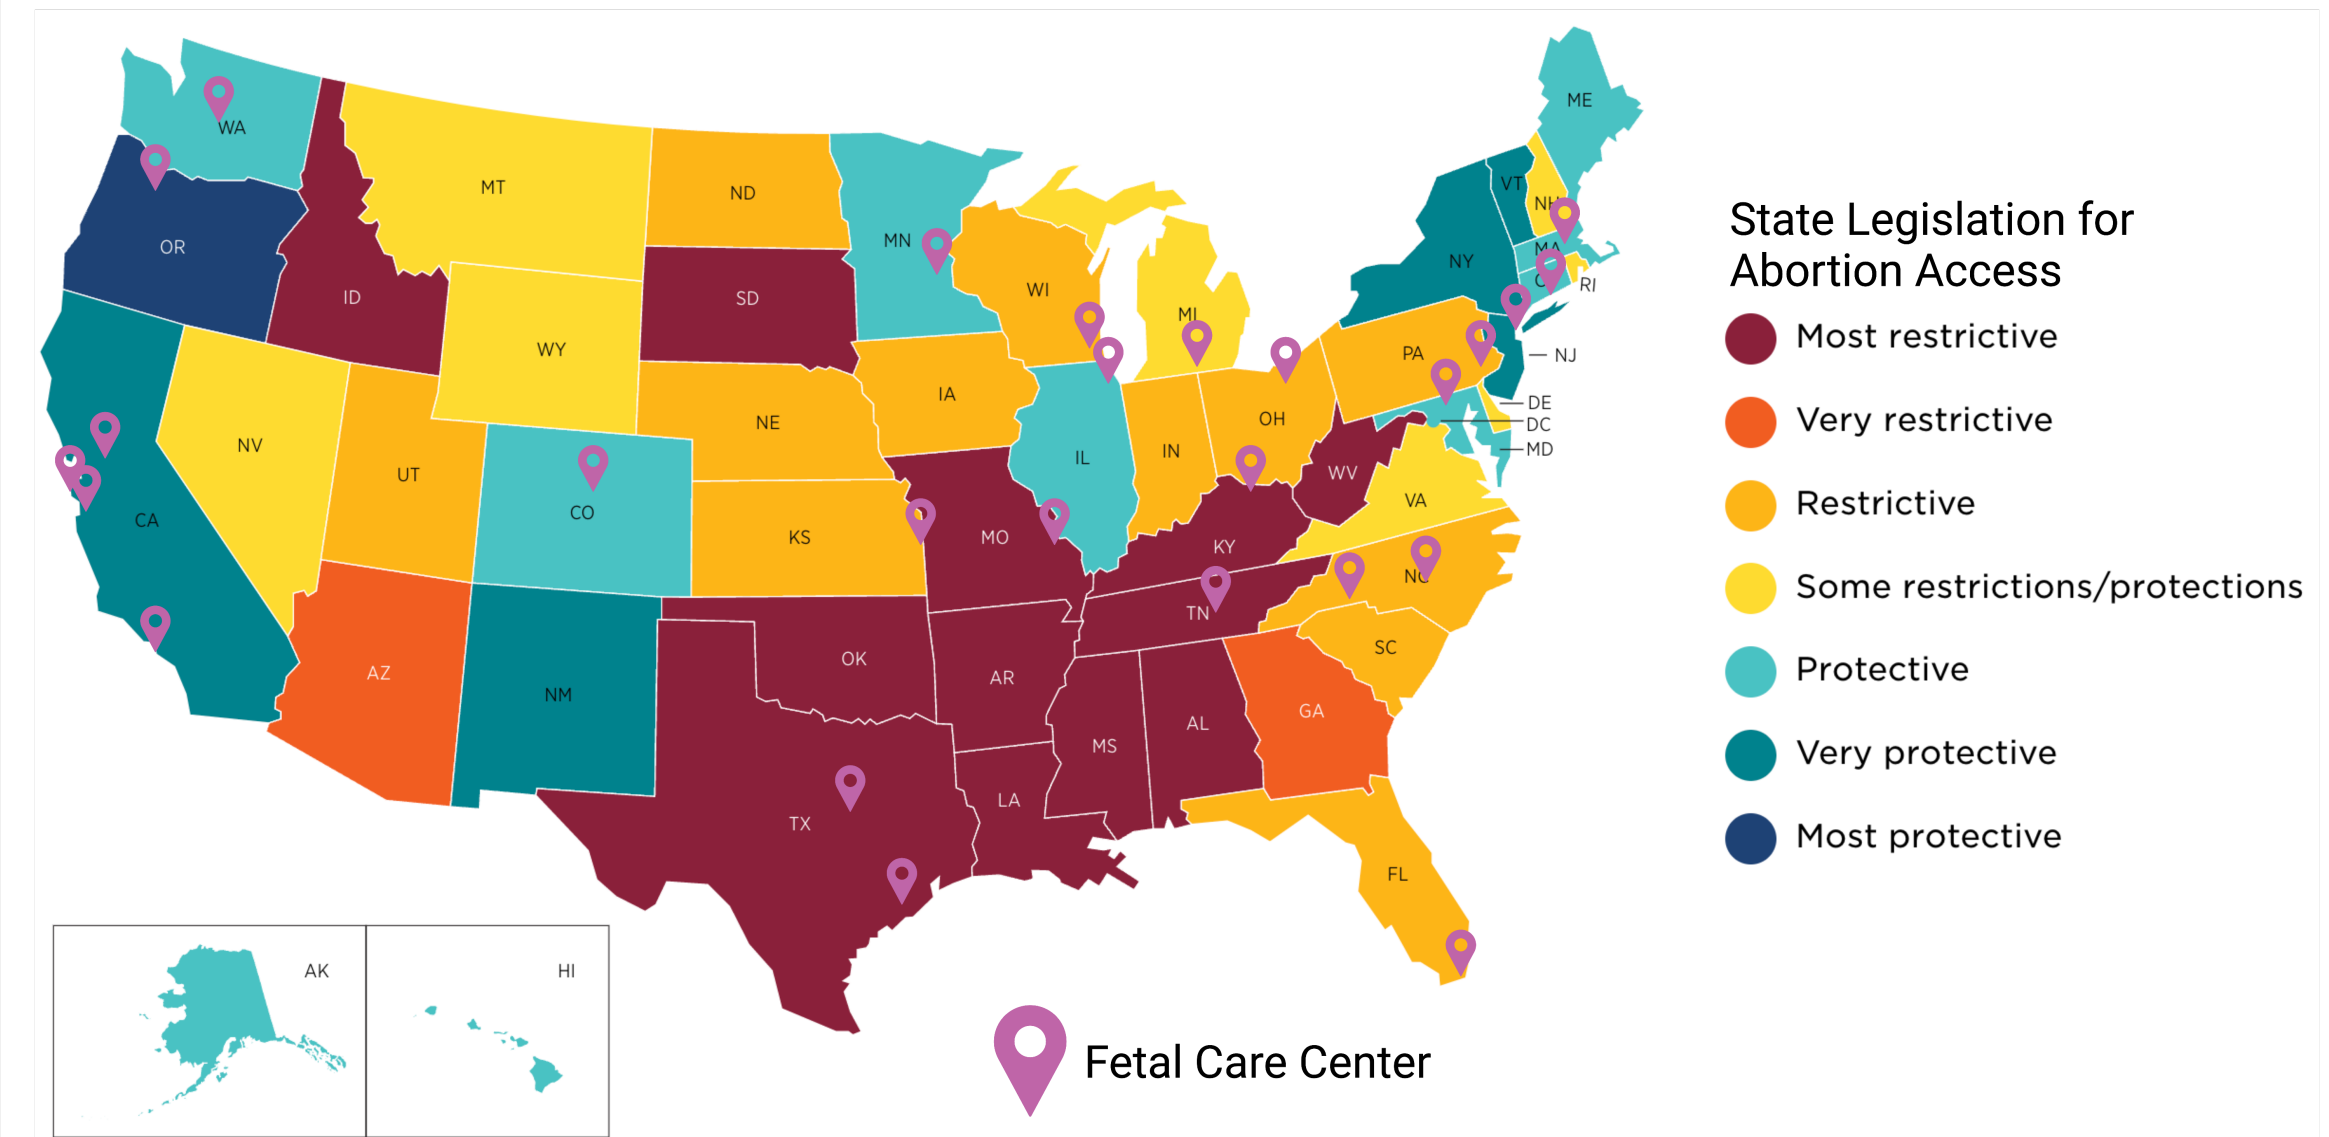 ME
WA
VT
MT
NH
ND
OR
MN
MA
NY
ID
SD
WI
RI
MI
WY
PA
NJ
IA
NE
DE
OH
DC
NV
IN
MD
IL
UT
WV
CO
VA
CA
KS
MO
KY
NC
TN
SC
OK
AZ
AR
NM
GA
AL
MS
LA
TX
FL
AK
HI
State Legislation for
Abortion Access
Most restrictive
Very restrictive
Restrictive
Some restrictions/protections
Protective
Very protective
Most protective
Fetal Care Center